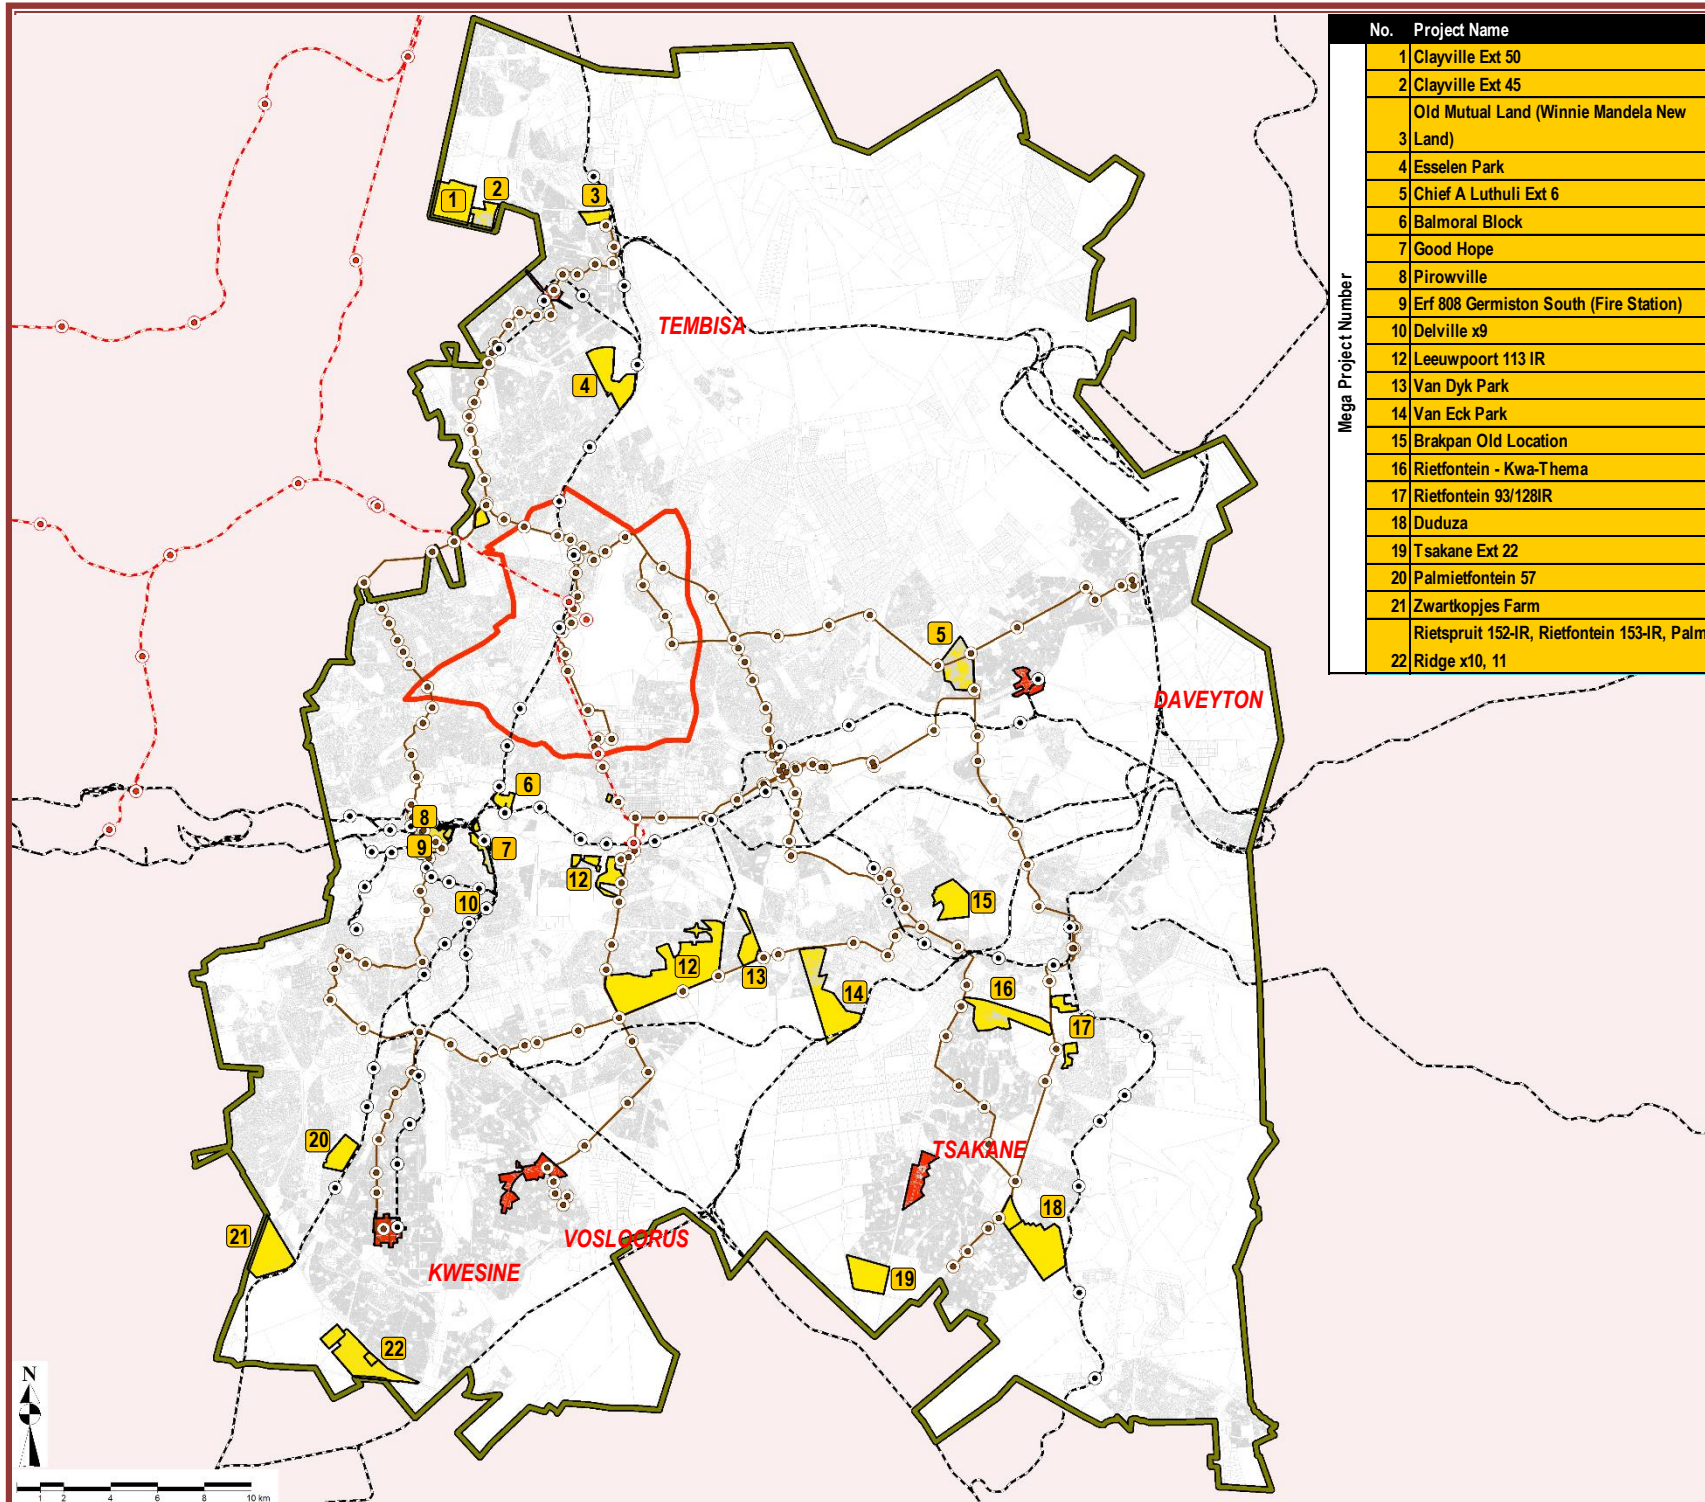 No. Project Name
Mega Project Number
1 Clayville Ext 50
2 Clayville Ext 45
Old Mutual Land (Winnie Mandela New
3 Land)
4 Esselen Park
5 Chief A Luthuli Ext 6
6 Balmoral Block
7 Good Hope
8 Pirowville
9 Erf 808 Germiston South (Fire Station)
10 Delville x9
12 Leeuwpoort 113 IR
13 Van Dyk Park
14 Van Eck Park
15 Brakpan Old Location
16 Rietfontein - Kwa-Thema
17 Rietfontein 93/128IR
18 Duduza
19 Tsakane Ext 22
20 Palmietfontein 57
21 Zwartkopjes Farm
Rietspruit 152-IR, Rietfontein 153-IR, Palm
22 Ridge x10, 11
1
2
3
TEMBISA
4
5
DAVEYTON
6
8
9
7
12
10
15
12
13
14
16
17
20
TSAKANE
18
21
VOSLOORUS
KWESINE
19
22
N
1 2 4 6 8 10 km